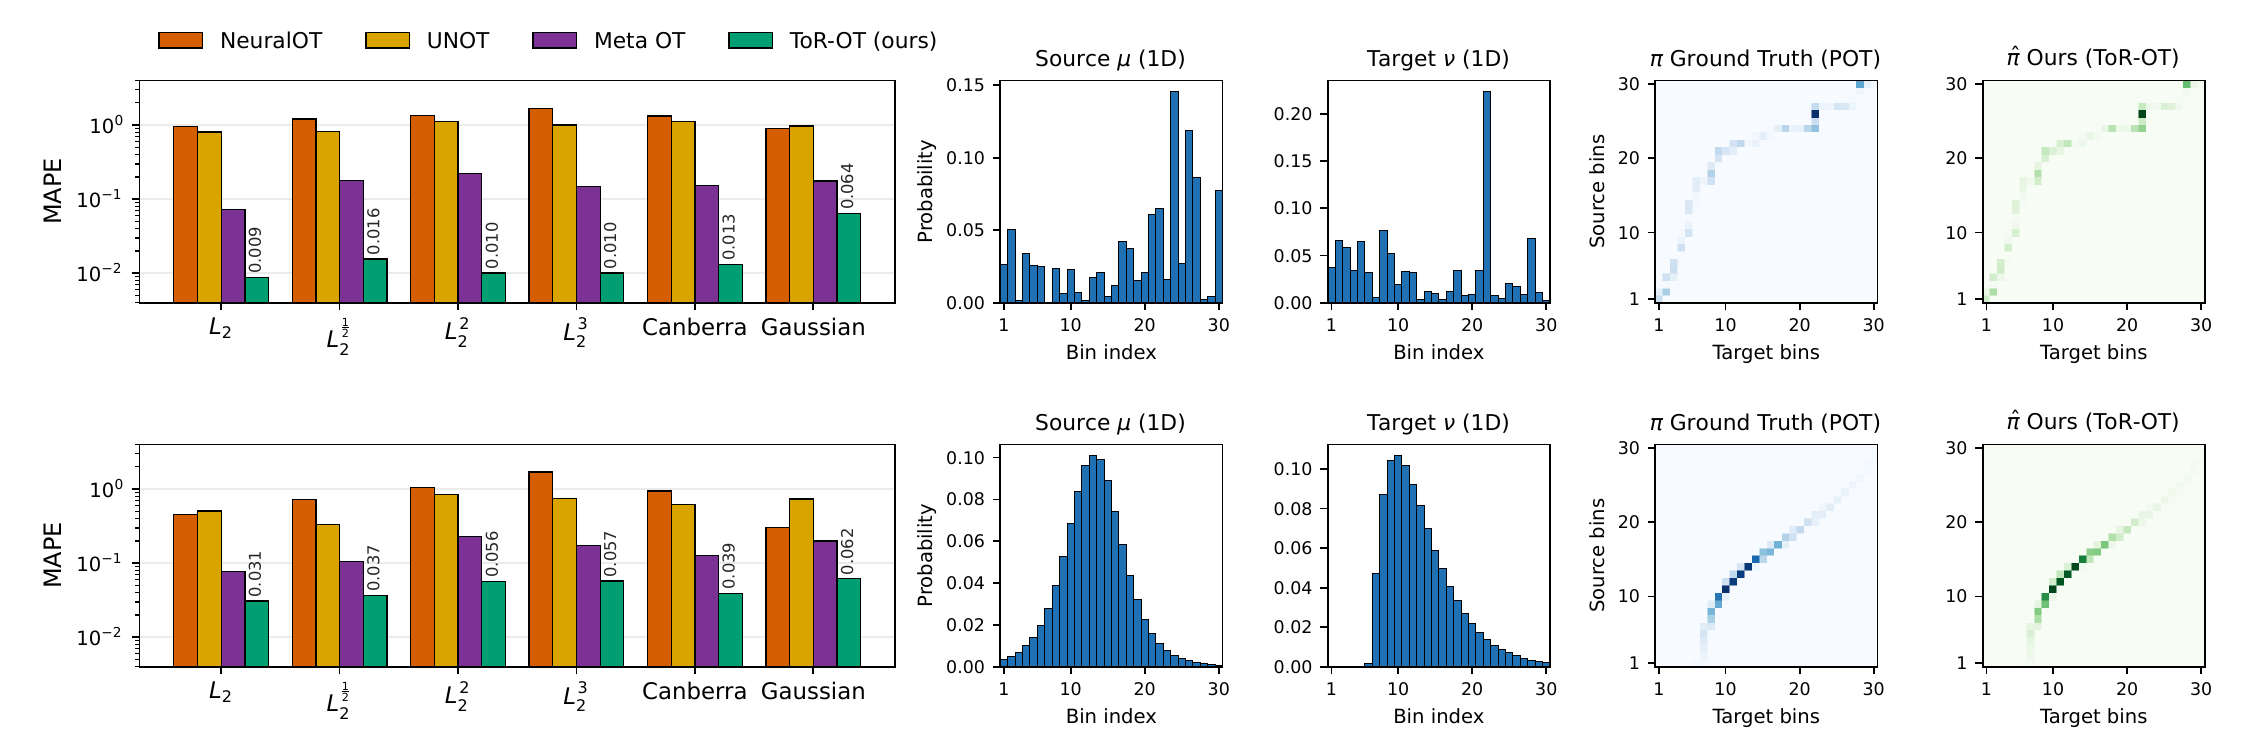 NeuralOT UNOT Meta OT ToR-OT (ours)
MAPE
10^0
10^−1
10^−2
0.009 0.016 0.010 0.010 0.013 0.064
L_2 L_2^{1/2} L_2^2 L_2^3 Canberra Gaussian
Source μ (1D)
Probability
0.15
0.10
0.05
0.00
1 10 20 30
Bin index
Target ν (1D)
0.20
0.15
0.10
0.05
0.00
1 10 20 30
Bin index
π Ground Truth (POT)
Source bins
30
20
10
1
1 10 20 30
Target bins
π̂ Ours (ToR-OT)
30
20
10
1
1 10 20 30
Target bins
MAPE
10^0
10^−1
10^−2
0.031 0.037 0.056 0.057 0.039 0.062
L_2 L_2^{1/2} L_2^2 L_2^3 Canberra Gaussian
Source μ (1D)
Probability
0.10
0.08
0.06
0.04
0.02
0.00
1 10 20 30
Bin index
Target ν (1D)
0.10
0.08
0.06
0.04
0.02
0.00
1 10 20 30
Bin index
π Ground Truth (POT)
Source bins
30
20
10
1
1 10 20 30
Target bins
π̂ Ours (ToR-OT)
30
20
10
1
1 10 20 30
Target bins